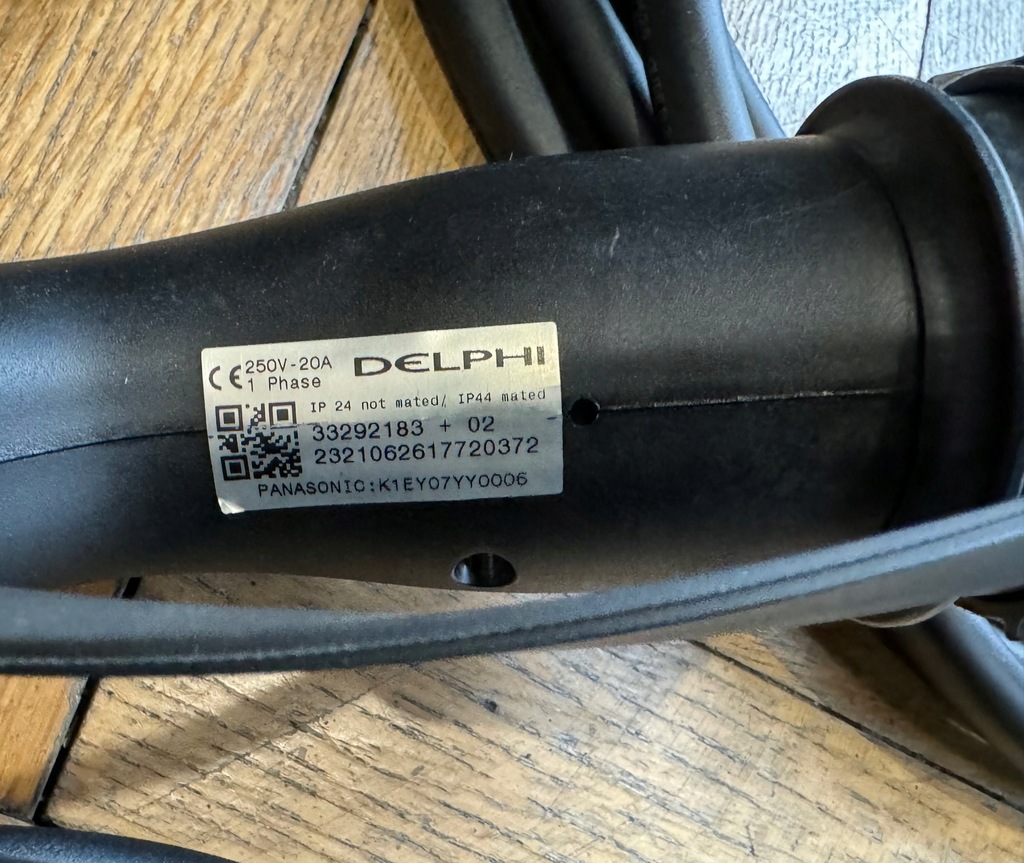 CE 250V-20A DELPHI
1 Phase
IP 24 not mated/ IP44 mated
33292183 + 02
2321062617720372
PANASONIC:K1EY07YY0006